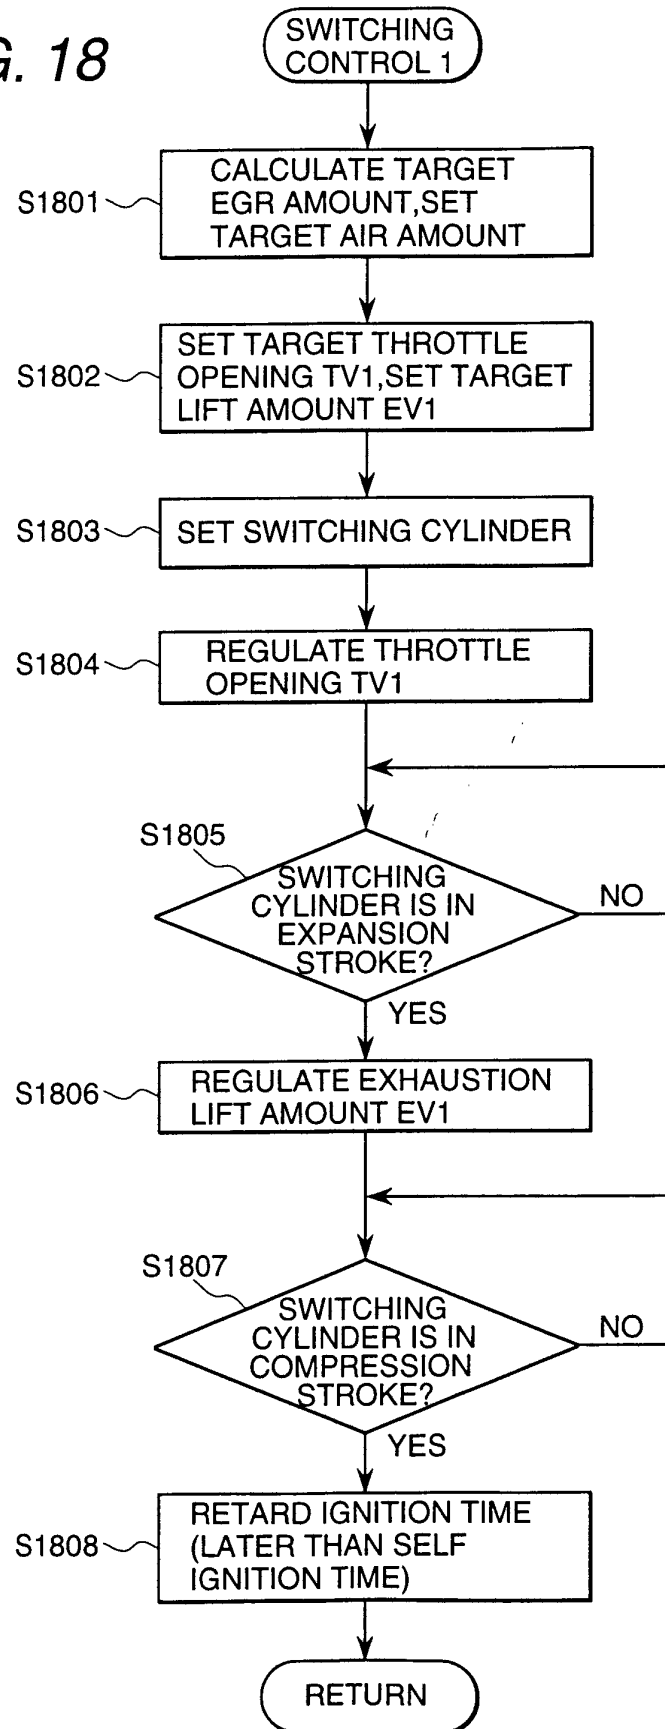 G. 18
SWITCHING
CONTROL 1
S1801
CALCULATE TARGET
EGR AMOUNT,SET
TARGET AIR AMOUNT
S1802
SET TARGET THROTTLE
OPENING TV1,SET TARGET
LIFT AMOUNT EV1
S1803
SET SWITCHING CYLINDER
S1804
REGULATE THROTTLE
OPENING TV1
S1805
SWITCHING
CYLINDER IS IN
EXPANSION
STROKE?
NO
YES
S1806
REGULATE EXHAUSTION
LIFT AMOUNT EV1
S1807
SWITCHING
CYLINDER IS IN
COMPRESSION
STROKE?
NO
YES
S1808
RETARD IGNITION TIME
(LATER THAN SELF
IGNITION TIME)
RETURN